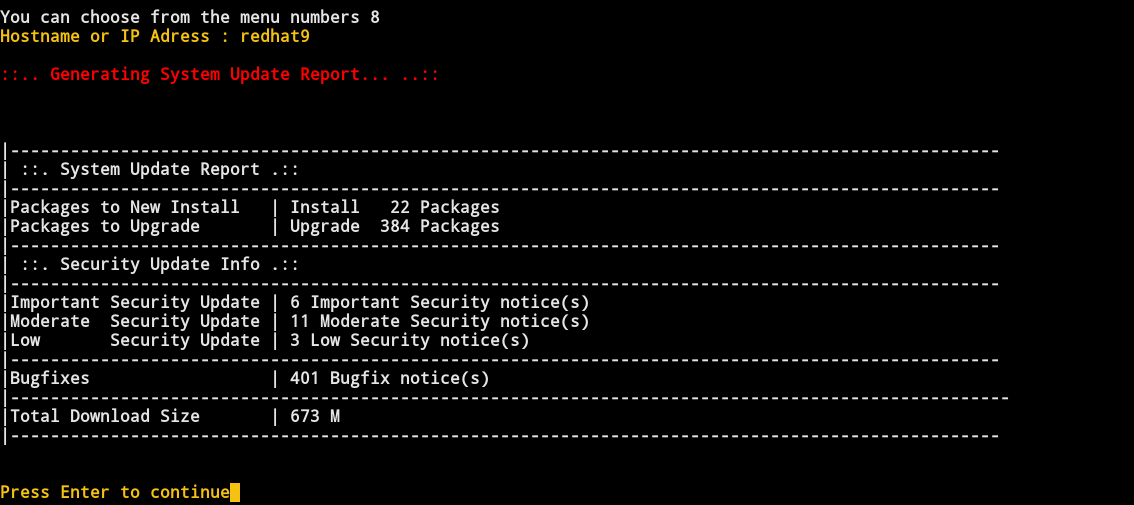 You can choose from the menu numbers 8
Hostname or IP Adress : redhat9
::.. Generating System Update Report... ..::
|---------------------------------------------------------------------------------------------------
| ::. System Update Report .::
|---------------------------------------------------------------------------------------------------
|Packages to New Install   | Install   22 Packages
|Packages to Upgrade       | Upgrade  384 Packages
|---------------------------------------------------------------------------------------------------
| ::. Security Update Info .::
|---------------------------------------------------------------------------------------------------
|Important Security Update | 6 Important Security notice(s)
|Moderate  Security Update | 11 Moderate Security notice(s)
|Low       Security Update | 3 Low Security notice(s)
|---------------------------------------------------------------------------------------------------
|Bugfixes                  | 401 Bugfix notice(s)
|----------------------------------------------------------------------------------------------------
|Total Download Size       | 673 M
|---------------------------------------------------------------------------------------------------
Press Enter to continue